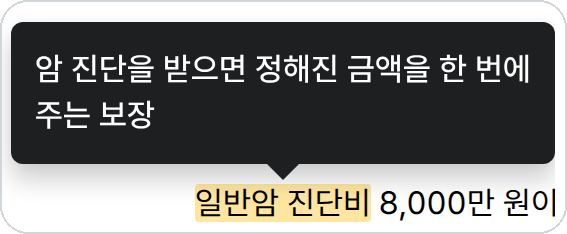 암 진단을 받으면 정해진 금액을 한 번에
주는 보장
일반암 진단비 8,000만 원이